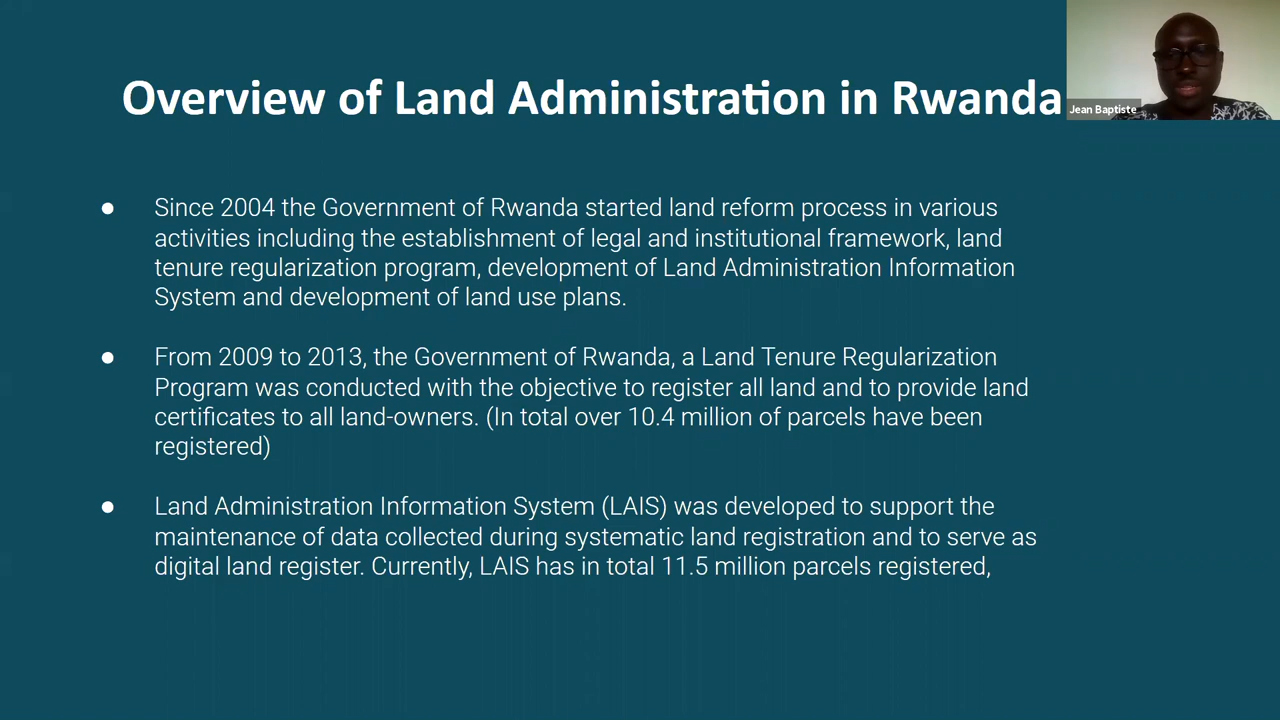 Overview of Land Administration in Rwanda
Jean Baptiste
● Since 2004 the Government of Rwanda started land reform process in various
activities including the establishment of legal and institutional framework, land
tenure regularization program, development of Land Administration Information
System and development of land use plans.
● From 2009 to 2013, the Government of Rwanda, a Land Tenure Regularization
Program was conducted with the objective to register all land and to provide land
certificates to all land-owners. (In total over 10.4 million of parcels have been
registered)
● Land Administration Information System (LAIS) was developed to support the
maintenance of data collected during systematic land registration and to serve as
digital land register. Currently, LAIS has in total 11.5 million parcels registered,